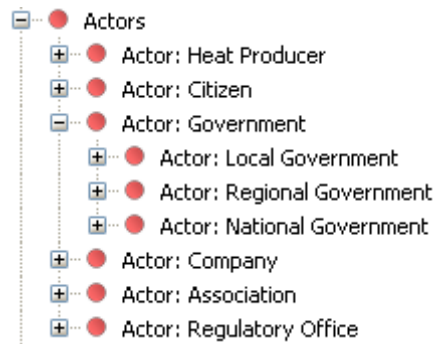 Actors
Actor: Heat Producer
Actor: Citizen
Actor: Government
Actor: Local Government
Actor: Regional Government
Actor: National Government
Actor: Company
Actor: Association
Actor: Regulatory Office